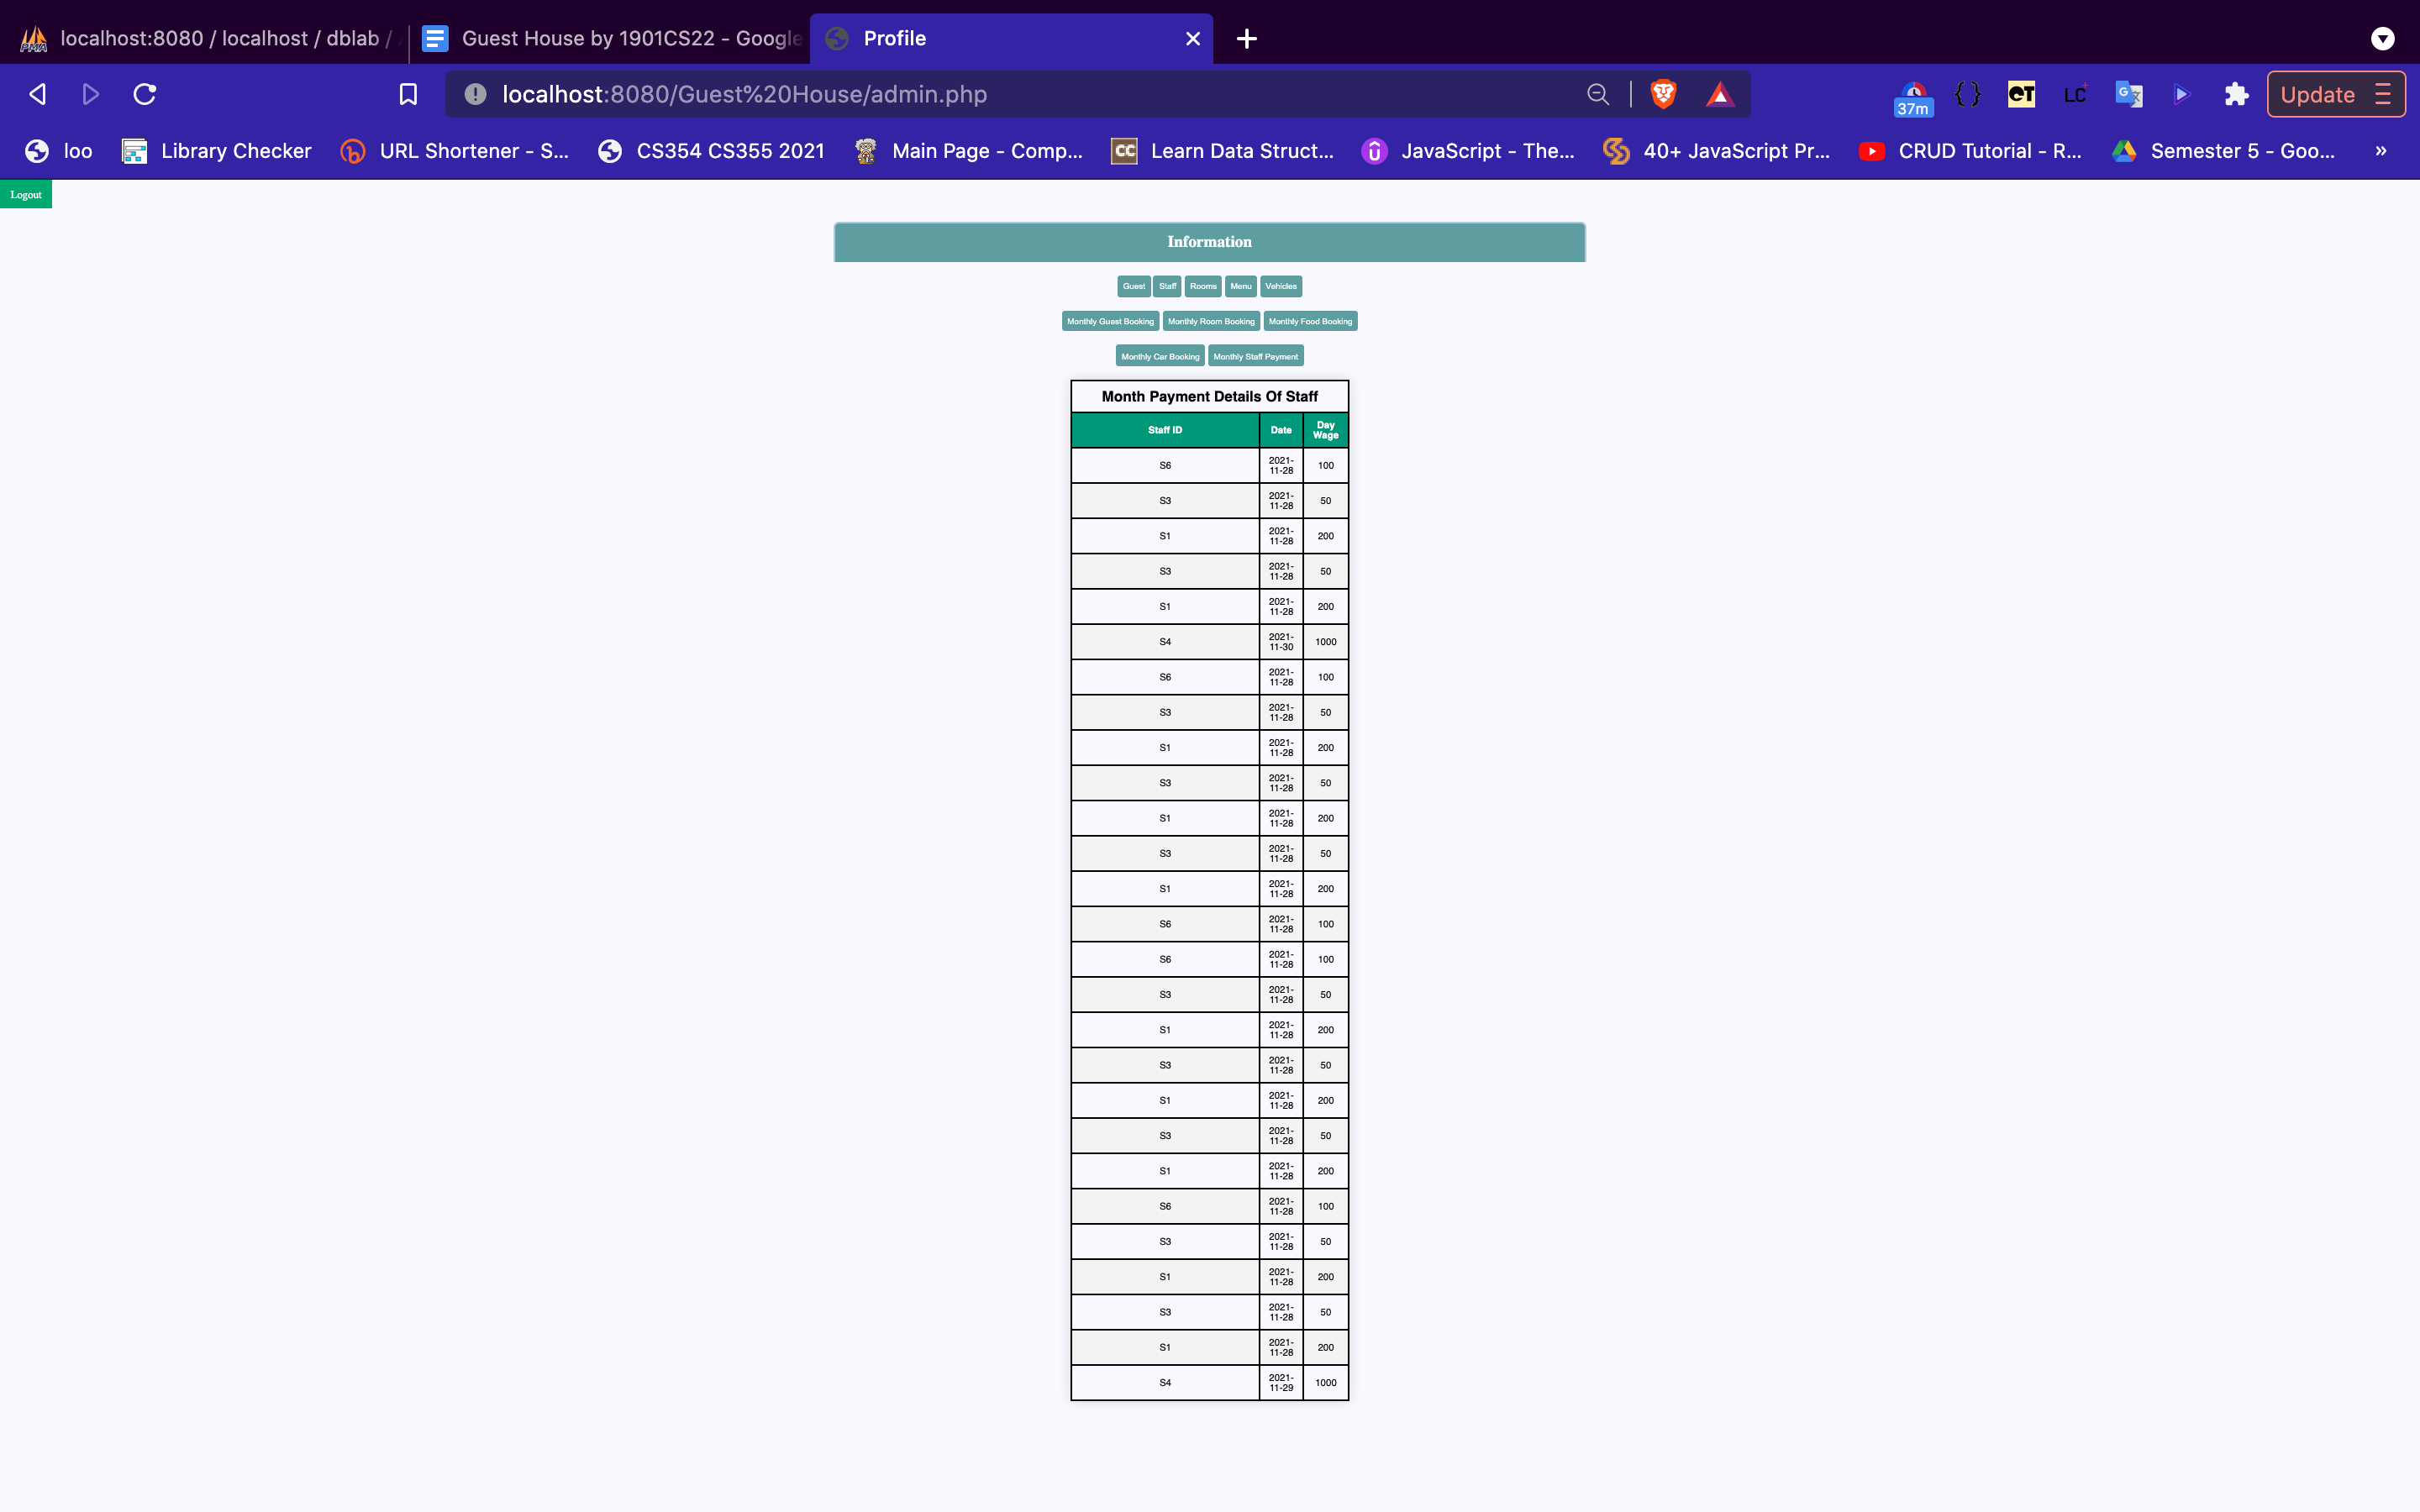 localhost:8080 / localhost / dblab /
Guest House by 1901CS22 - Google
Profile
localhost:8080/Guest%20House/admin.php
37m
Update
loo
Library Checker
URL Shortener - S...
CS354 CS355 2021
Main Page - Comp...
Learn Data Struct...
JavaScript - The...
40+ JavaScript Pr...
CRUD Tutorial - R...
Semester 5 - Goo...
»
Logout
Information
Guest Staff Rooms Menu Vehicles
Monthly Guest Booking Monthly Room Booking Monthly Food Booking
Monthly Car Booking Monthly Staff Payment
Month Payment Details Of Staff
Staff ID Date Day Wage
S6 2021-11-28 100
S3 2021-11-28 50
S1 2021-11-28 200
S3 2021-11-28 50
S1 2021-11-28 200
S4 2021-11-30 1000
S6 2021-11-28 100
S3 2021-11-28 50
S1 2021-11-28 200
S3 2021-11-28 50
S1 2021-11-28 200
S3 2021-11-28 50
S1 2021-11-28 200
S6 2021-11-28 100
S6 2021-11-28 100
S3 2021-11-28 50
S1 2021-11-28 200
S3 2021-11-28 50
S1 2021-11-28 200
S3 2021-11-28 50
S1 2021-11-28 200
S6 2021-11-28 100
S3 2021-11-28 50
S1 2021-11-28 200
S3 2021-11-28 50
S1 2021-11-28 200
S4 2021-11-29 1000